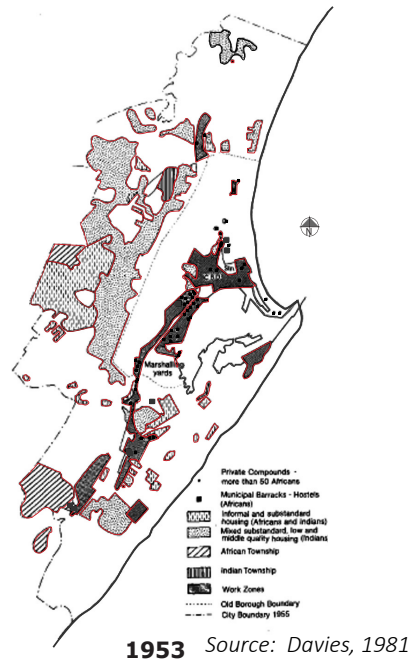 N
C B D
Stn
Marshalling
yards
Private Compounds -
more than 50 Africans
Municipal Barracks - Hostels
(Africans)
Informal and substandard
housing (Africans and Indians)
Mixed substandard, low and
middle quality housing (Indians
African Township
Indian Township
Work Zones
Old Borough Boundary
City Boundary 1955
1953 Source: Davies, 1981